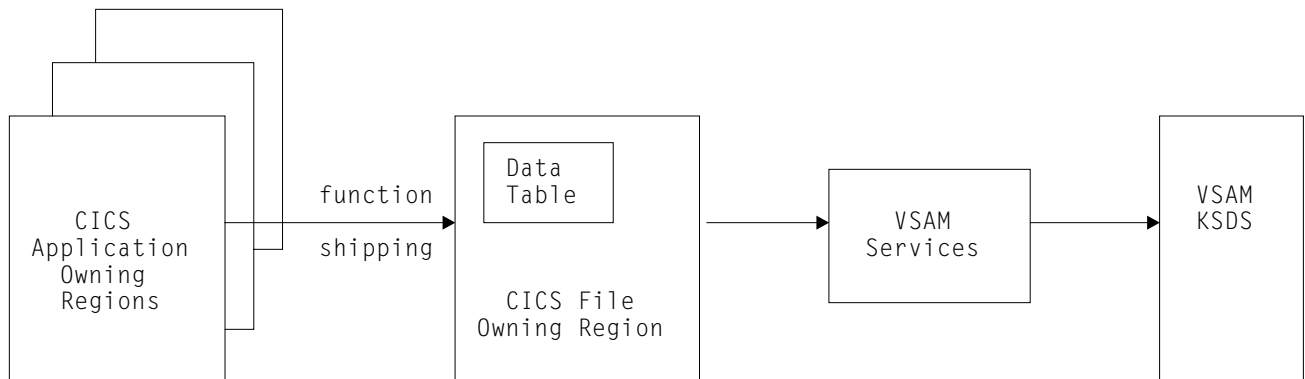 CICS
Application
Owning
Regions
function
shipping
Data
Table
CICS File
Owning Region
VSAM
Services
VSAM
KSDS